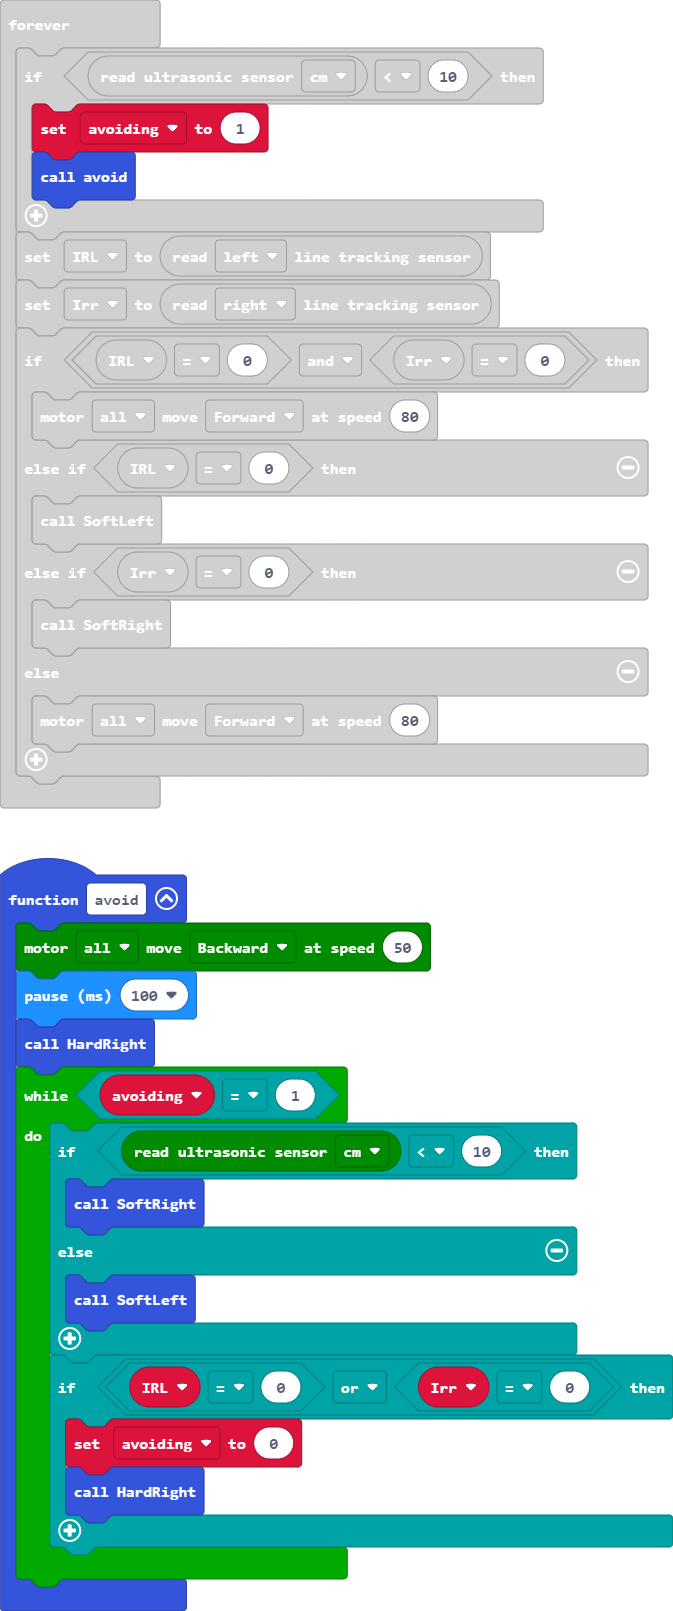 forever
if read ultrasonic sensor cm < 10 then
set avoiding to 1
call avoid
set IRL to read left line tracking sensor
set Irr to read right line tracking sensor
if IRL = 0 and Irr = 0 then
motor all move Forward at speed 80
else if IRL = 0 then
call SoftLeft
else if Irr = 0 then
call SoftRight
else
motor all move Forward at speed 80
function avoid
motor all move Backward at speed 50
pause (ms) 100
call HardRight
while avoiding = 1
do
if read ultrasonic sensor cm < 10 then
call SoftRight
else
call SoftLeft
if IRL = 0 or Irr = 0 then
set avoiding to 0
call HardRight